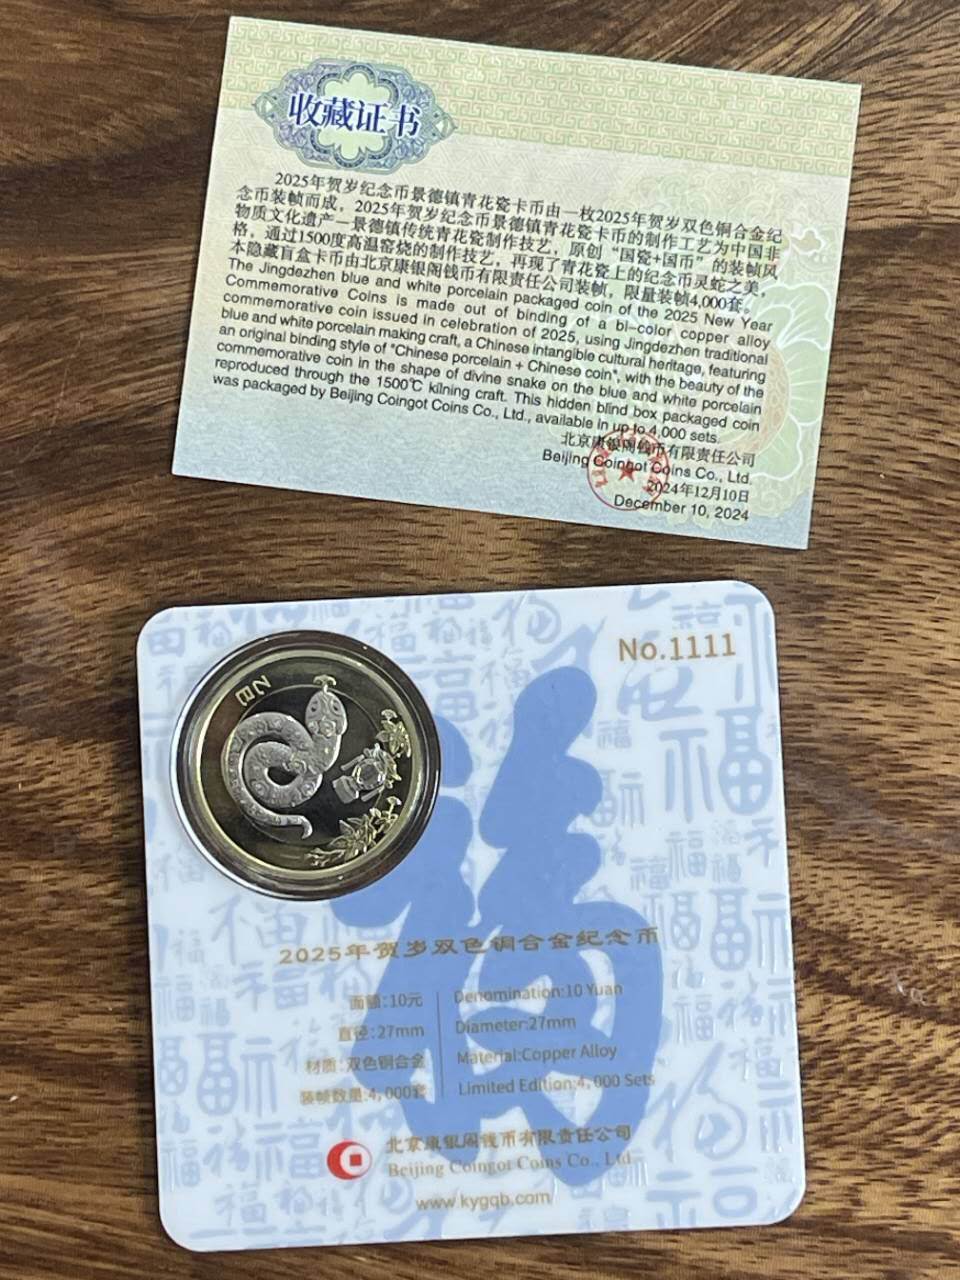 收藏证书
2025年贺岁纪念币景德镇青花瓷卡币由一枚2025年贺岁双色铜合金纪
念币装帧而成。2025年贺岁纪念币景德镇青花瓷卡币的制作工艺为中国非
物质文化遗产—景德镇传统青花瓷制作技艺，原创“国瓷+国币”的装帧风
格，通过1500度高温窑烧的制作技艺，再现了青花瓷上的纪念币灵蛇之美，
本隐藏盲盒卡币由北京康银阁钱币有限责任公司装帧，限量装帧4,000套。
The Jingdezhen blue and white porcelain packaged coin of the 2025 New Year
Commemorative Coins is made out of binding of a bi-color copper alloy
commemorative coin issued in celebration of 2025, using Jingdezhen traditional
blue and white porcelain making craft, a Chinese intangible cultural heritage, featuring
an original binding style of "Chinese porcelain + Chinese coin", with the beauty of the
commemorative coin in the shape of divine snake on the blue and white porcelain
reproduced through the 1500℃ kilning craft. This hidden blind box packaged coin
was packaged by Beijing Coingot Coins Co., Ltd., available in up to 4,000 sets.
北京康银阁钱币有限责任公司
Beijing Coingot Coins Co., Ltd.
2024年12月10日
December 10, 2024
No.1111
乙巳
福
2025年贺岁双色铜合金纪念币
面额:10元 Denomination:10 Yuan
直径:27mm Diameter:27mm
材质:双色铜合金 Material:Copper Alloy
装帧数量:4,000套 Limited Edition:4,000 Sets
北京康银阁钱币有限责任公司
Beijing Coingot Coins Co., Ltd.
www.kygqb.com